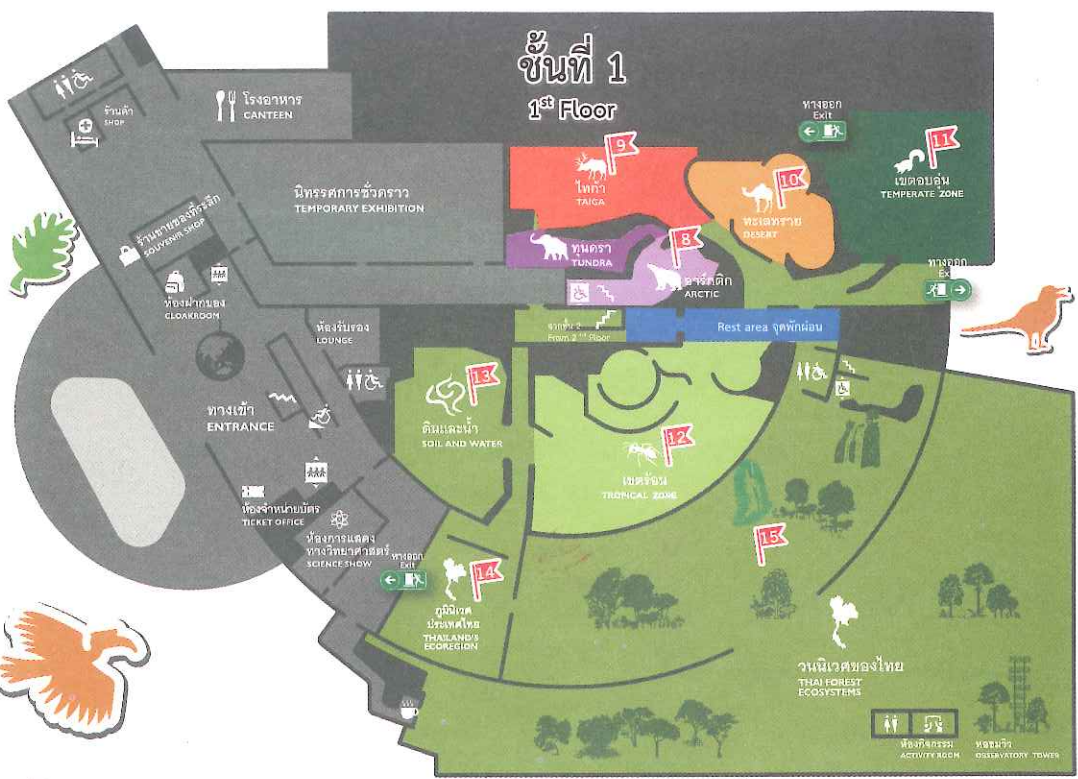 ชั้นที่ 1
1st Floor
ร้านค้า
SHOP
โรงอาหาร
CANTEEN
ทางออก
Exit
9
ไทก้า
TAIGA
10
ทะเลทราย
DESERT
11
เขตอบอุ่น
TEMPERATE ZONE
นิทรรศการชั่วคราว
TEMPORARY EXHIBITION
ร้านขายของที่ระลึก
SOUVENIR SHOP
ทุนดรา
TUNDRA
8
อาร์กติก
ARCTIC
ทางออก
Exit
ห้องฝากของ
CLOAKROOM
ห้องรับรอง
LOUNGE
จากชั้น 2
From 2nd Floor
Rest area จุดพักผ่อน
ทางเข้า
ENTRANCE
13
ดินและน้ำ
SOIL AND WATER
12
เขตร้อน
TROPICAL ZONE
ห้องจำหน่ายบัตร
TICKET OFFICE
ห้องการแสดง
ทางวิทยาศาสตร์
SCIENCE SHOW
ทางออก
Exit
14
ภูมินิเวศ
ประเทศไทย
THAILAND'S
ECOREGION
15
วนนิเวศของไทย
THAI FOREST
ECOSYSTEMS
ห้องกิจกรรม
ACTIVITY ROOM
หอชมวิว
OBSERVATORY TOWER